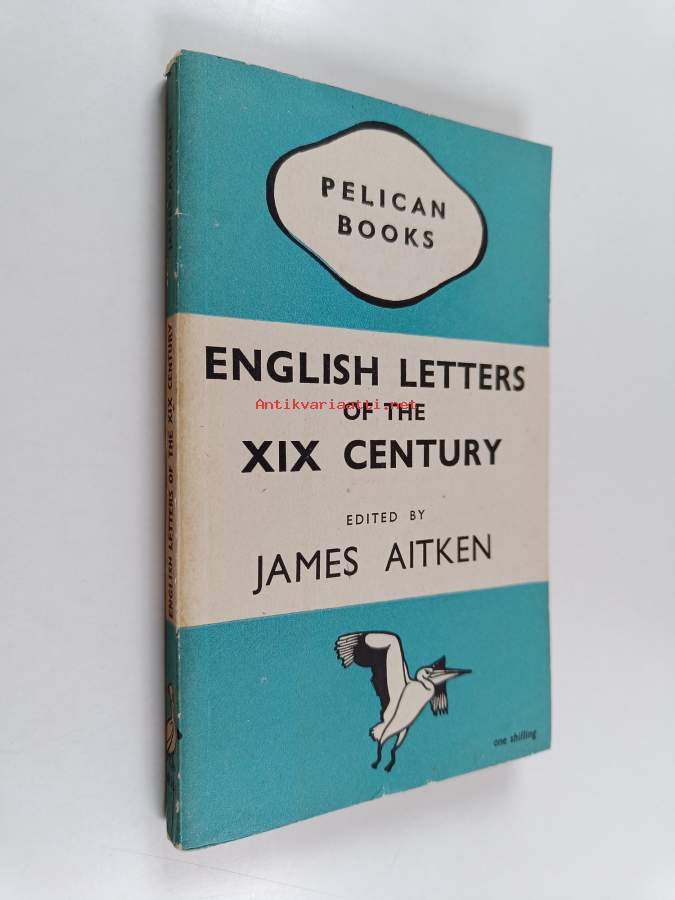 PELICAN
BOOKS
ENGLISH LETTERS
OF THE
XIX CENTURY
EDITED BY
JAMES AITKEN
one shilling
ENGLISH LETTERS OF THE XIX CENTURY
Antikvariaatti.net